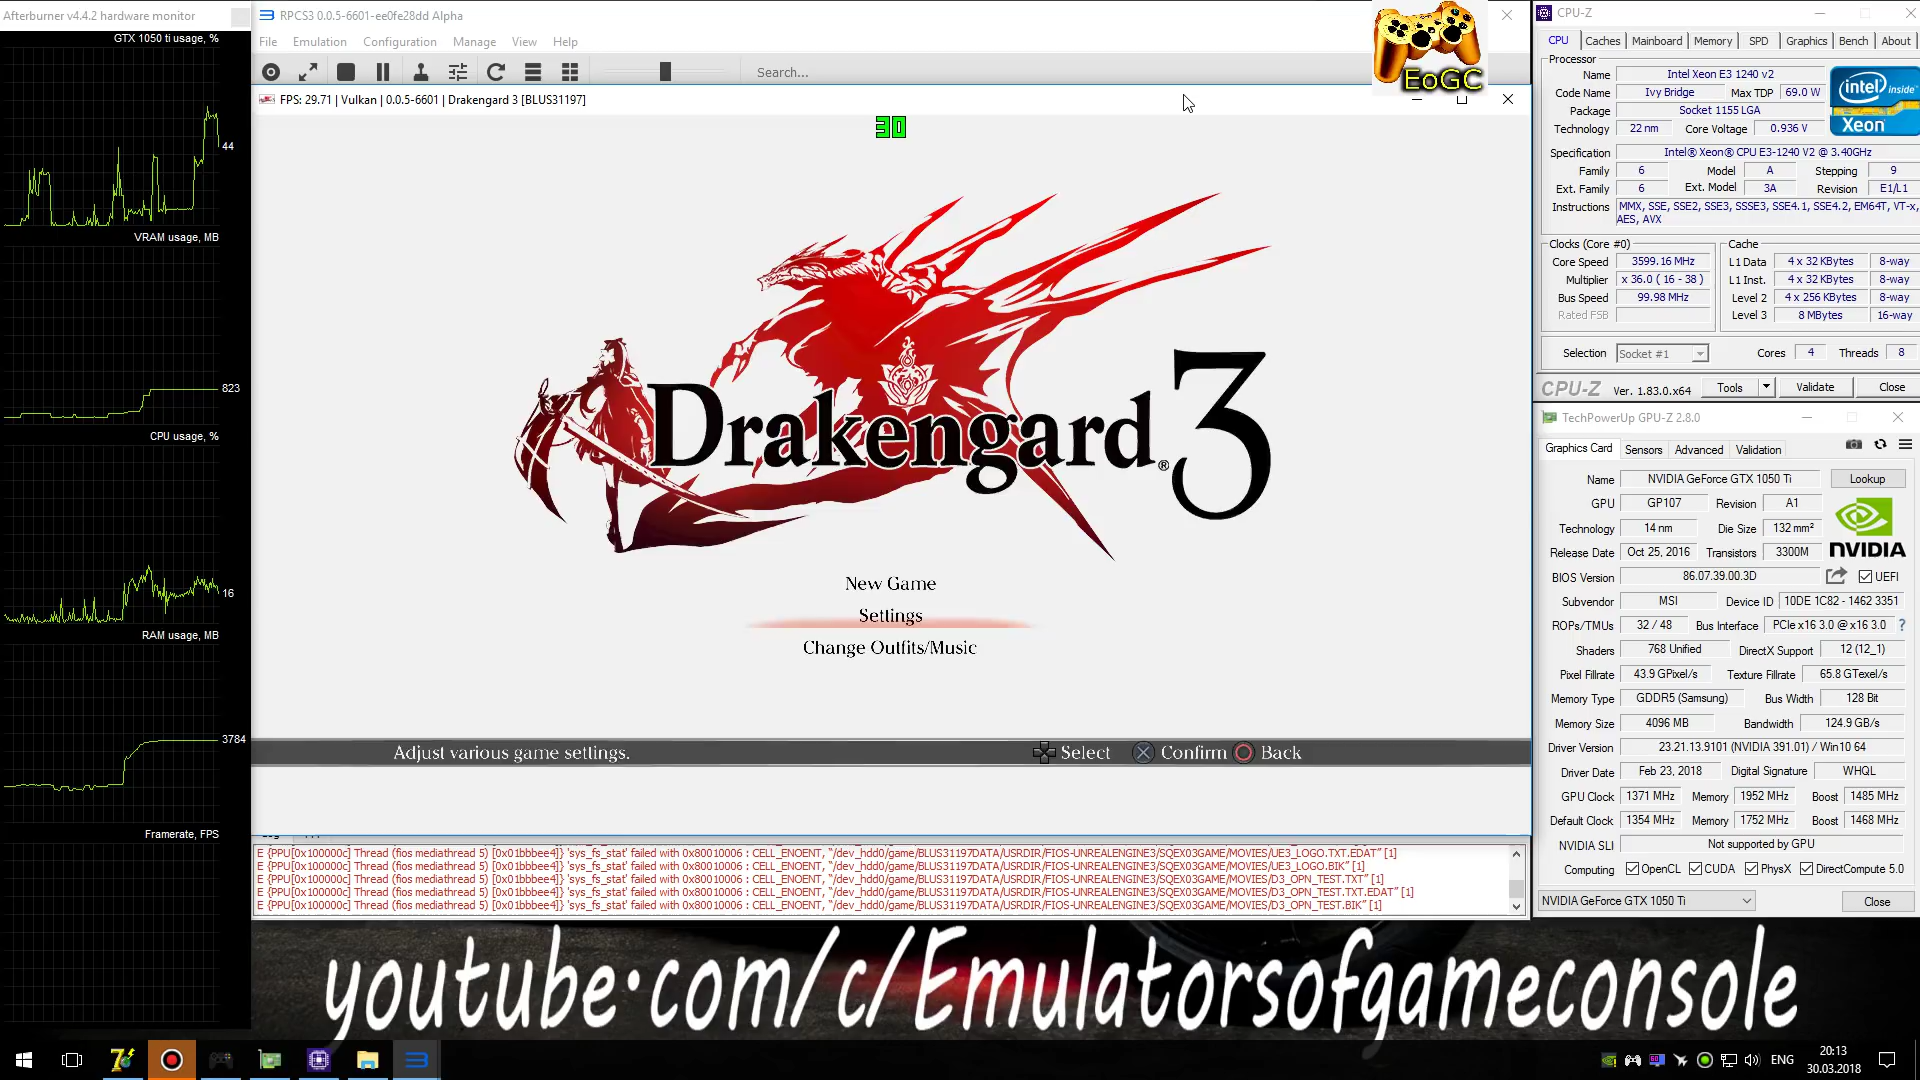 Afterburner v4.4.2 hardware monitor
GTX 1050 ti usage, %
44
VRAM usage, MB
823
CPU usage, %
16
RAM usage, MB
3784
Framerate, FPS
RPCS3 0.0.5-6601-ee0fe28dd Alpha
File Emulation Configuration Manage View Help
Search...
EoGC
FPS: 29.71 | Vulkan | 0.0.5-6601 | Drakengard 3 [BLUS31197]
30
Drakengard® 3
New Game
Settings
Change Outfits/Music
Adjust various game settings.
Select Confirm Back
E {PPU[0x100000c] Thread (fios mediathread 5) [0x01bbbee4]} 'sys_fs_stat' failed with 0x80010006 : CELL_ENOENT, “/dev_hdd0/game/BLUS31197DATA/USRDIR/FIOS-UNREALENGINE3/SQEX03GAME/MOVIES/UE3_LOGO.TXT.EDAT” [1]
E {PPU[0x100000c] Thread (fios mediathread 5) [0x01bbbee4]} 'sys_fs_stat' failed with 0x80010006 : CELL_ENOENT, “/dev_hdd0/game/BLUS31197DATA/USRDIR/FIOS-UNREALENGINE3/SQEX03GAME/MOVIES/UE3_LOGO.BIK” [1]
E {PPU[0x100000c] Thread (fios mediathread 5) [0x01bbbee4]} 'sys_fs_stat' failed with 0x80010006 : CELL_ENOENT, “/dev_hdd0/game/BLUS31197DATA/USRDIR/FIOS-UNREALENGINE3/SQEX03GAME/MOVIES/D3_OPN_TEST.TXT” [1]
E {PPU[0x100000c] Thread (fios mediathread 5) [0x01bbbee4]} 'sys_fs_stat' failed with 0x80010006 : CELL_ENOENT, “/dev_hdd0/game/BLUS31197DATA/USRDIR/FIOS-UNREALENGINE3/SQEX03GAME/MOVIES/D3_OPN_TEST.TXT.EDAT” [1]
E {PPU[0x100000c] Thread (fios mediathread 5) [0x01bbbee4]} 'sys_fs_stat' failed with 0x80010006 : CELL_ENOENT, “/dev_hdd0/game/BLUS31197DATA/USRDIR/FIOS-UNREALENGINE3/SQEX03GAME/MOVIES/D3_OPN_TEST.BIK” [1]
CPU-Z
CPU Caches Mainboard Memory SPD Graphics Bench About
Processor
Name Intel Xeon E3 1240 v2
Code Name Ivy Bridge Max TDP 69.0 W
Package Socket 1155 LGA
Technology 22 nm Core Voltage 0.936 V
intel inside Xeon
Specification Intel® Xeon® CPU E3-1240 V2 @ 3.40GHz
Family 6 Model A Stepping 9
Ext. Family 6 Ext. Model 3A Revision E1/L1
Instructions MMX, SSE, SSE2, SSE3, SSSE3, SSE4.1, SSE4.2, EM64T, VT-x,
AES, AVX
Clocks (Core #0) Cache
Core Speed 3599.16 MHz L1 Data 4 x 32 KBytes 8-way
Multiplier x 36.0 ( 16 - 38 ) L1 Inst. 4 x 32 KBytes 8-way
Bus Speed 99.98 MHz Level 2 4 x 256 KBytes 8-way
Rated FSB Level 3 8 MBytes 16-way
Selection Socket #1 Cores 4 Threads 8
CPU-Z Ver. 1.83.0.x64 Tools Validate Close
TechPowerUp GPU-Z 2.8.0
Graphics Card Sensors Advanced Validation
Name NVIDIA GeForce GTX 1050 Ti Lookup
GPU GP107 Revision A1
Technology 14 nm Die Size 132 mm²
Release Date Oct 25, 2016 Transistors 3300M
NVIDIA
BIOS Version 86.07.39.00.3D UEFI
Subvendor MSI Device ID 10DE 1C82 - 1462 3351
ROPs/TMUs 32 / 48 Bus Interface PCIe x16 3.0 @ x16 3.0 ?
Shaders 768 Unified DirectX Support 12 (12_1)
Pixel Fillrate 43.9 GPixel/s Texture Fillrate 65.8 GTexel/s
Memory Type GDDR5 (Samsung) Bus Width 128 Bit
Memory Size 4096 MB Bandwidth 124.9 GB/s
Driver Version 23.21.13.9101 (NVIDIA 391.01) / Win10 64
Driver Date Feb 23, 2018 Digital Signature WHQL
GPU Clock 1371 MHz Memory 1952 MHz Boost 1485 MHz
Default Clock 1354 MHz Memory 1752 MHz Boost 1468 MHz
NVIDIA SLI Not supported by GPU
Computing OpenCL CUDA PhysX DirectCompute 5.0
NVIDIA GeForce GTX 1050 Ti Close
youtube.com/c/Emulatorsofgameconsole
ENG
20:13
30.03.2018